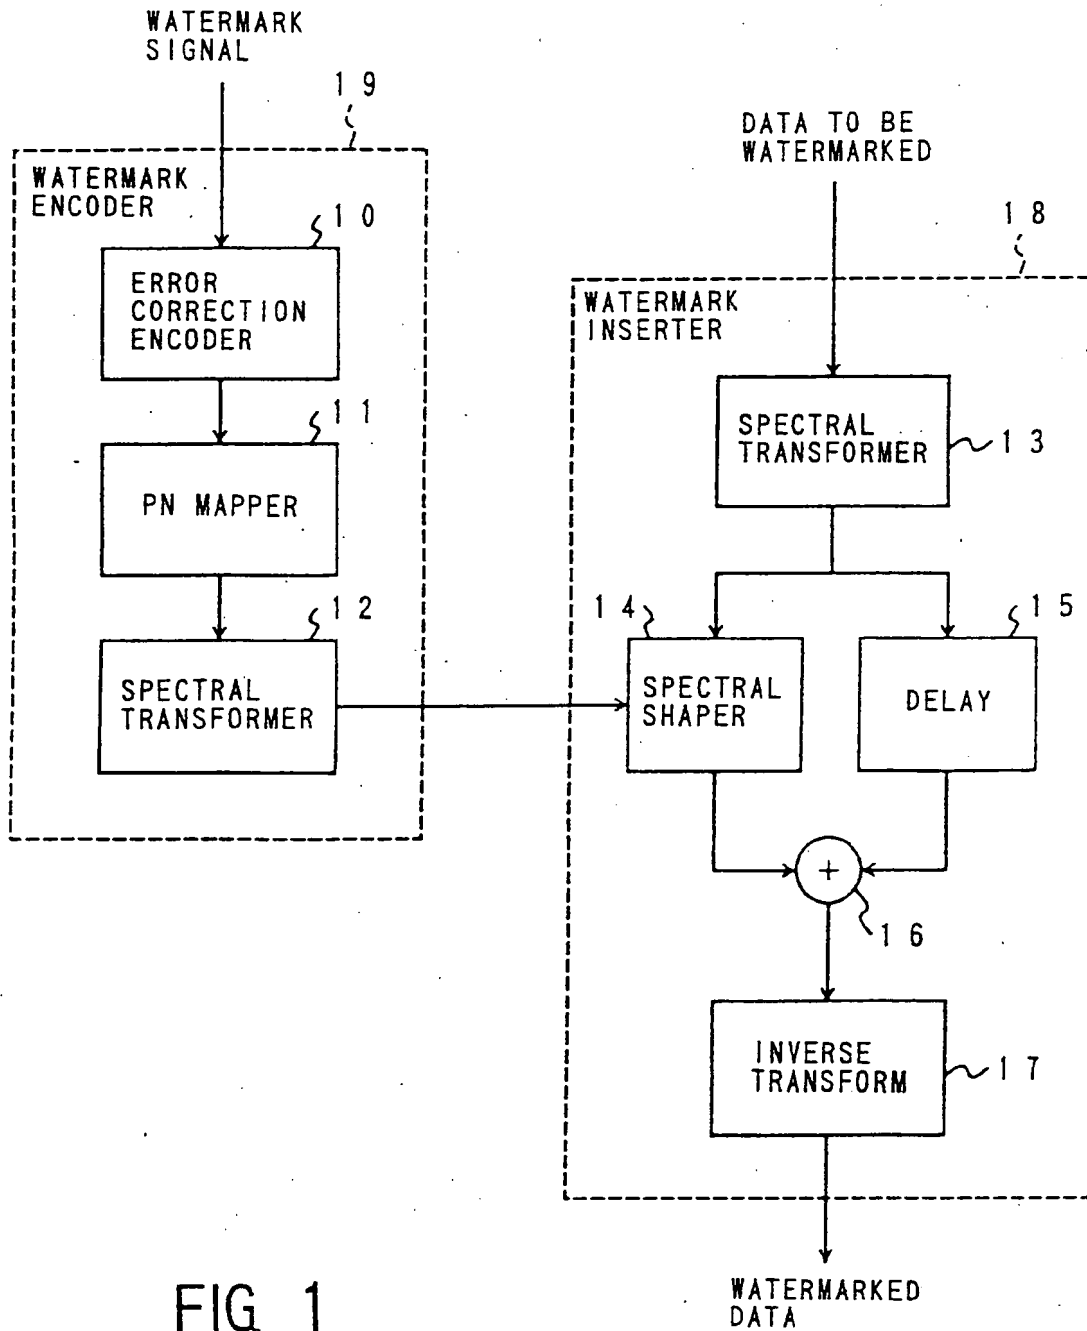 WATERMARK
SIGNAL
19
WATERMARK
ENCODER
10
ERROR
CORRECTION
ENCODER
11
PN MAPPER
12
SPECTRAL
TRANSFORMER
DATA TO BE
WATERMARKED
18
WATERMARK
INSERTER
SPECTRAL
TRANSFORMER
13
14
SPECTRAL
SHAPER
15
DELAY
+
16
INVERSE
TRANSFORM
17
WATERMARKED
DATA
FIG. 1